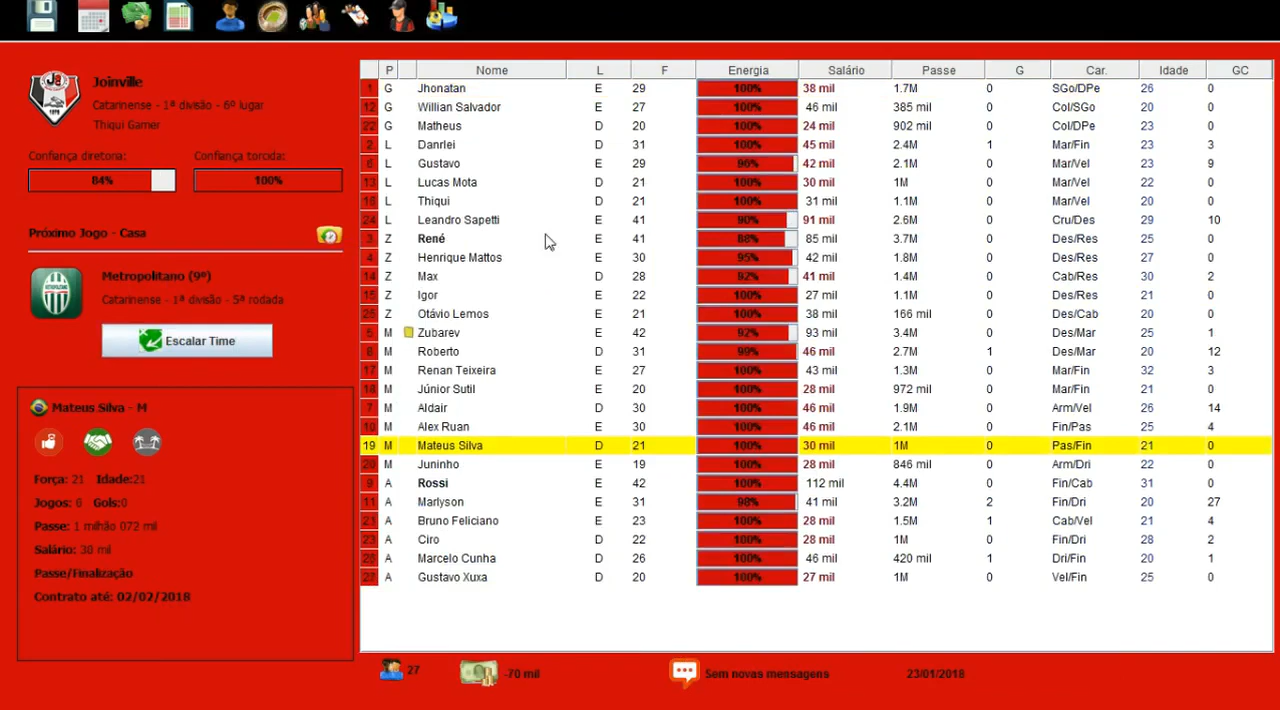 Joinville
Catarinense - 1ª divisão - 6º lugar
Thiqui Gamer
Confiança diretoria:
Confiança torcida:
84%
100%
Próximo Jogo - Casa
Metropolitano (9º)
Catarinense - 1ª divisão - 5ª rodada
Escalar Time
Mateus Silva - M
Força: 21 Idade:21
Jogos: 6 Gols:0
Passe: 1 milhão 072 mil
Salário: 30 mil
Passe/Finalização
Contrato até: 02/02/2018
P Nome L F Energia Salário Passe G Car. Idade GC
1 G Jhonatan E 29 100% 38 mil 1.7M 0 SGo/DPe 26 0
12 G Willian Salvador E 27 100% 46 mil 385 mil 0 Col/SGo 20 0
22 G Matheus D 20 100% 24 mil 902 mil 0 Col/DPe 23 0
2 L Danrlei D 31 100% 45 mil 2.4M 1 Mar/Fin 23 3
6 L Gustavo E 29 96% 42 mil 2.1M 0 Mar/Vel 23 9
13 L Lucas Mota D 21 100% 30 mil 1M 0 Mar/Vel 22 0
16 L Thiqui D 21 100% 31 mil 1.1M 0 Mar/Vel 20 0
24 L Leandro Sapetti E 41 90% 91 mil 2.6M 0 Cru/Des 29 10
3 Z René E 41 88% 85 mil 3.7M 0 Des/Res 23 0
4 Z Henrique Mattos E 30 95% 42 mil 1.8M 0 Des/Res 27 0
14 Z Max D 28 92% 41 mil 1.4M 0 Cab/Res 30 2
15 Z Igor E 22 100% 27 mil 1.1M 0 Des/Res 21 0
25 Z Otávio Lemos E 21 100% 38 mil 166 mil 0 Des/Cab 20 0
5 M Zubarev E 42 92% 93 mil 3.4M 0 Des/Mar 25 1
8 M Roberto D 31 99% 46 mil 2.7M 1 Des/Mar 20 12
17 M Renan Teixeira E 27 100% 43 mil 1.3M 0 Mar/Fin 32 3
18 M Júnior Sutil E 20 100% 28 mil 972 mil 0 Mar/Fin 21 0
7 M Aldair D 30 100% 46 mil 1.9M 0 Arm/Vel 26 14
10 M Alex Ruan E 30 100% 46 mil 2.1M 0 Fin/Pas 25 4
19 M Mateus Silva D 21 100% 30 mil 1M 0 Pas/Fin 21 0
20 M Juninho E 19 100% 28 mil 846 mil 0 Arm/Dri 22 0
9 A Rossi E 42 100% 112 mil 4.4M 0 Fin/Cab 31 0
11 A Marlyson E 31 98% 41 mil 3.2M 2 Fin/Dri 20 27
21 A Bruno Feliciano E 23 100% 28 mil 1.5M 1 Cab/Vel 21 4
23 A Ciro D 22 100% 28 mil 1M 0 Fin/Dri 28 2
26 A Marcelo Cunha D 26 100% 46 mil 420 mil 1 Dri/Fin 20 1
27 A Gustavo Xuxa D 20 100% 27 mil 1M 0 Vel/Fin 25 0
27
-70 mil
Sem novas mensagens
23/01/2018